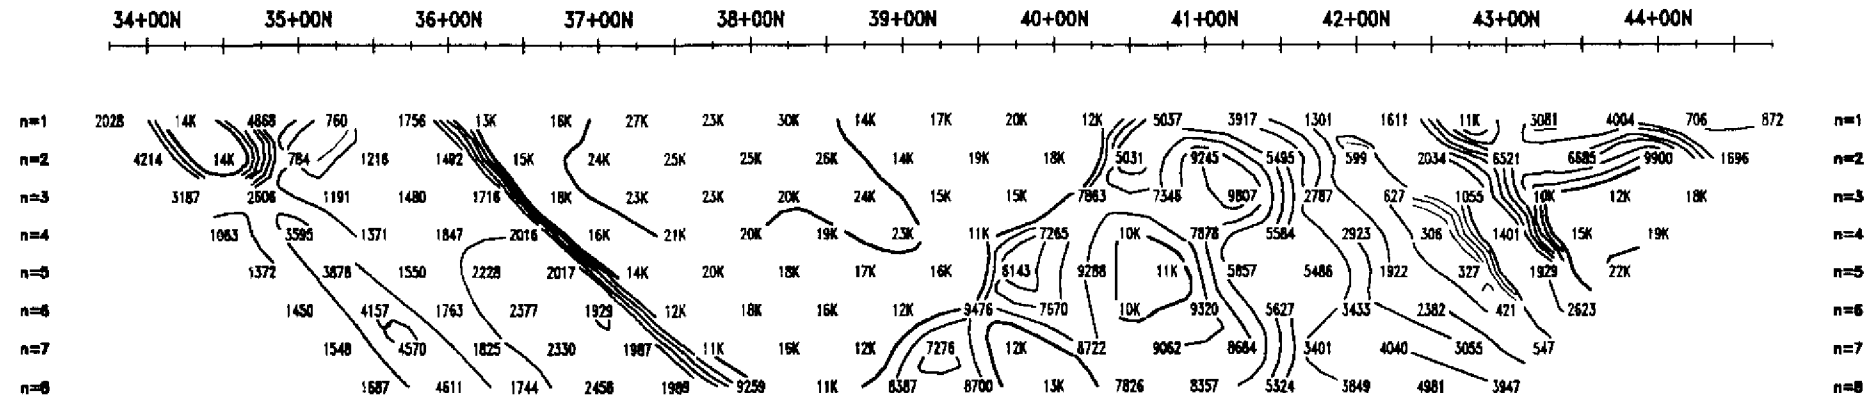 34+00N 35+00N 36+00N 37+00N 38+00N 39+00N 40+00N 41+00N 42+00N 43+00N 44+00N
n=1 2028 14K 4868 760 1756 13K 16K 27K 23K 30K 14K 17K 20K 12K 5037 3917 1301 1611 11K 3081 4004 706 872 n=1
n=2 4214 14K 784 1216 1492 15K 24K 25K 25K 26K 14K 19K 18K 5031 9245 5495 599 2034 6521 6685 9900 1696 n=2
n=3 3187 2606 1191 1480 1716 18K 23K 23K 20K 24K 15K 15K 7863 7346 9807 2787 627 1055 10K 12K 18K n=3
n=4 1063 3595 1371 1847 2016 16K 21K 20K 19K 23K 11K 7265 10K 7878 5584 2923 306 1401 15K 19K n=4
n=5 1372 3878 1550 2228 2017 14K 20K 18K 17K 16K 6143 9288 11K 5857 5486 1922 327 1929 22K n=5
n=6 1450 4157 1763 2377 1929 12K 18K 16K 12K 9476 7670 10K 9320 5627 3433 2382 421 2623 n=6
n=7 1548 4570 1825 2330 1987 11K 16K 12K 7276 12K 8722 9062 8684 3401 4040 3055 547 n=7
n=8 1687 4611 1744 2456 1989 9259 11K 8387 8700 13K 7826 8357 5324 3849 4981 3947 n=8